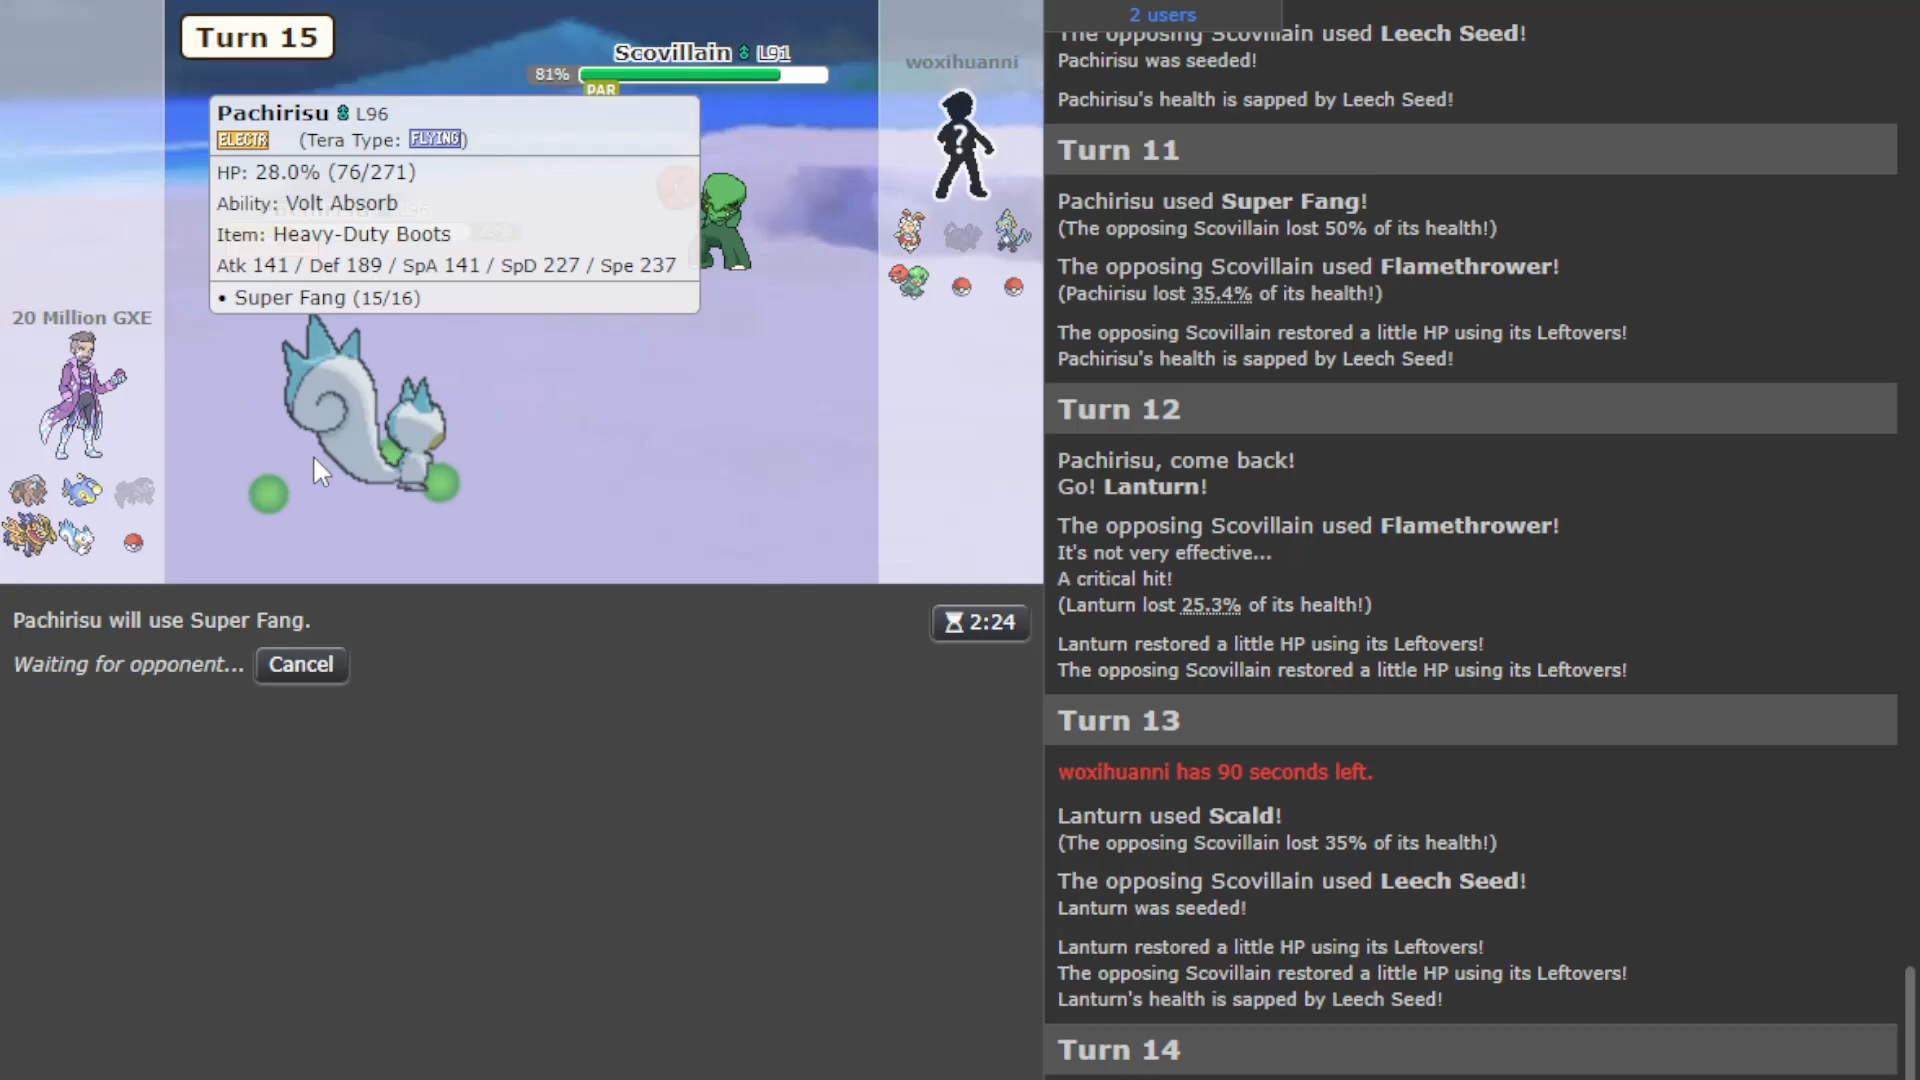 Turn 15
Scovillain L91
81%
PAR
Pachirisu L96
ELECTR (Tera Type: FLYING)
HP: 28.0% (76/271)
Ability: Volt Absorb
Item: Heavy-Duty Boots
Atk 141 / Def 189 / SpA 141 / SpD 227 / Spe 237
• Super Fang (15/16)
20 Million GXE
woxihuanni
?
Pachirisu will use Super Fang.
2:24
Waiting for opponent... Cancel
2 users
The opposing Scovillain used Leech Seed!
Pachirisu was seeded!
Pachirisu's health is sapped by Leech Seed!
Turn 11
Pachirisu used Super Fang!
(The opposing Scovillain lost 50% of its health!)
The opposing Scovillain used Flamethrower!
(Pachirisu lost 35.4% of its health!)
The opposing Scovillain restored a little HP using its Leftovers!
Pachirisu's health is sapped by Leech Seed!
Turn 12
Pachirisu, come back!
Go! Lanturn!
The opposing Scovillain used Flamethrower!
It's not very effective...
A critical hit!
(Lanturn lost 25.3% of its health!)
Lanturn restored a little HP using its Leftovers!
The opposing Scovillain restored a little HP using its Leftovers!
Turn 13
woxihuanni has 90 seconds left.
Lanturn used Scald!
(The opposing Scovillain lost 35% of its health!)
The opposing Scovillain used Leech Seed!
Lanturn was seeded!
Lanturn restored a little HP using its Leftovers!
The opposing Scovillain restored a little HP using its Leftovers!
Lanturn's health is sapped by Leech Seed!
Turn 14